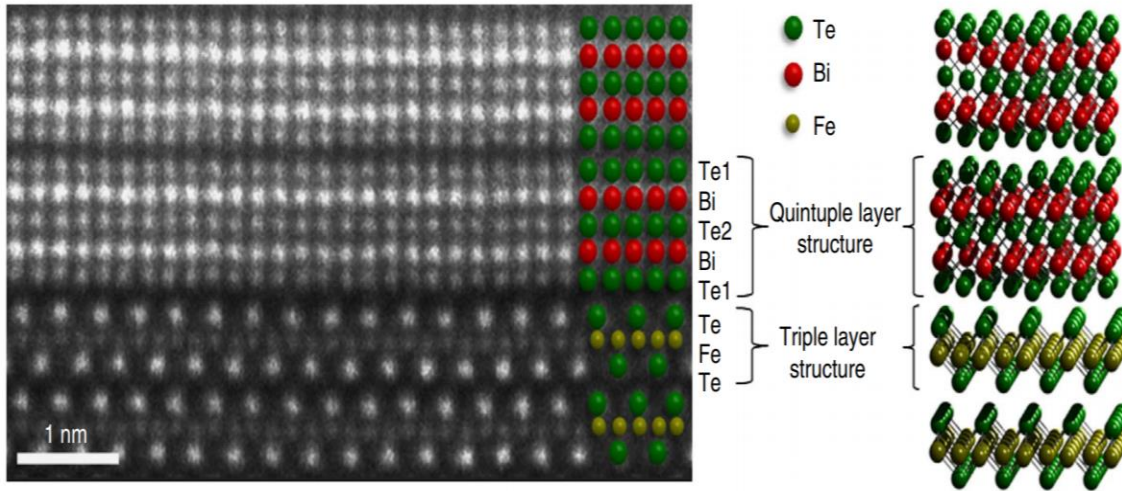 Te
Bi
Fe
Te1
Bi
Te2
Bi
Te1
Quintuple layer
structure
Te
Fe
Te
Triple layer
structure
1 nm